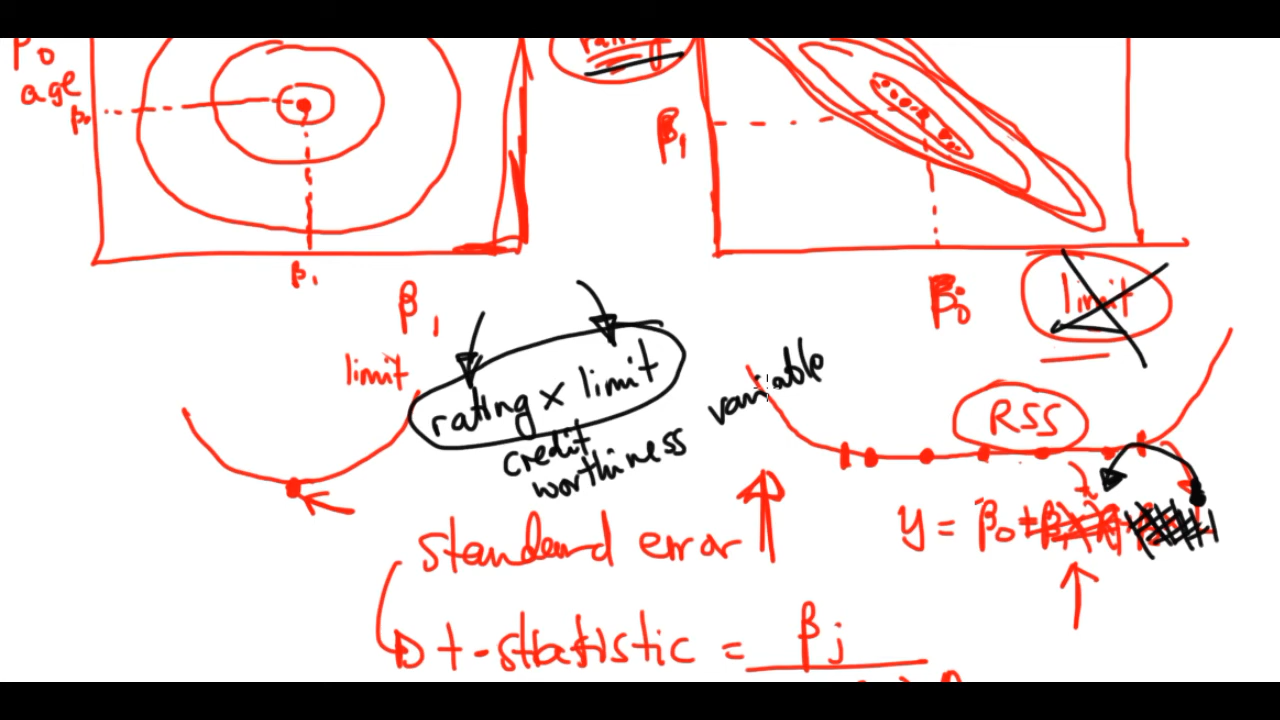 β₀
age
β₀
β₁
β₁
limit
rating
β₁
β₀
limit
rating × limit
credit
worthiness
variable
RSS
y = β₀ +
standard error
t-statistic = βⱼ